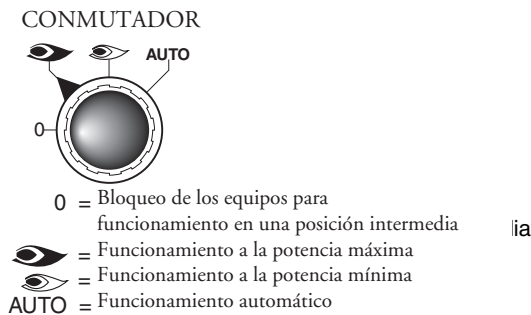 CONMUTADOR
AUTO
0
0 = Bloqueo de los equipos para
funcionamiento en una posición intermedia
lia
= Funcionamiento a la potencia máxima
= Funcionamiento a la potencia mínima
AUTO = Funcionamiento automático